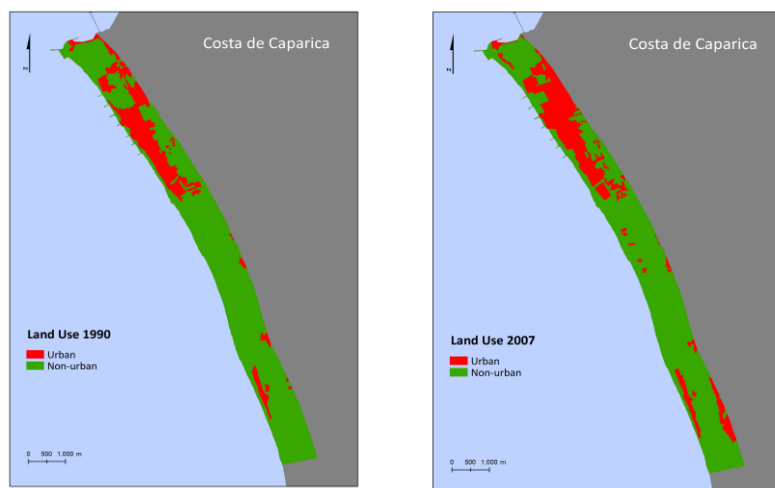 Costa de Caparica
N
Land Use 1990
Urban
Non-urban
0 500 1.000 m
Costa de Caparica
N
Land Use 2007
Urban
Non-urban
0 500 1.000 m